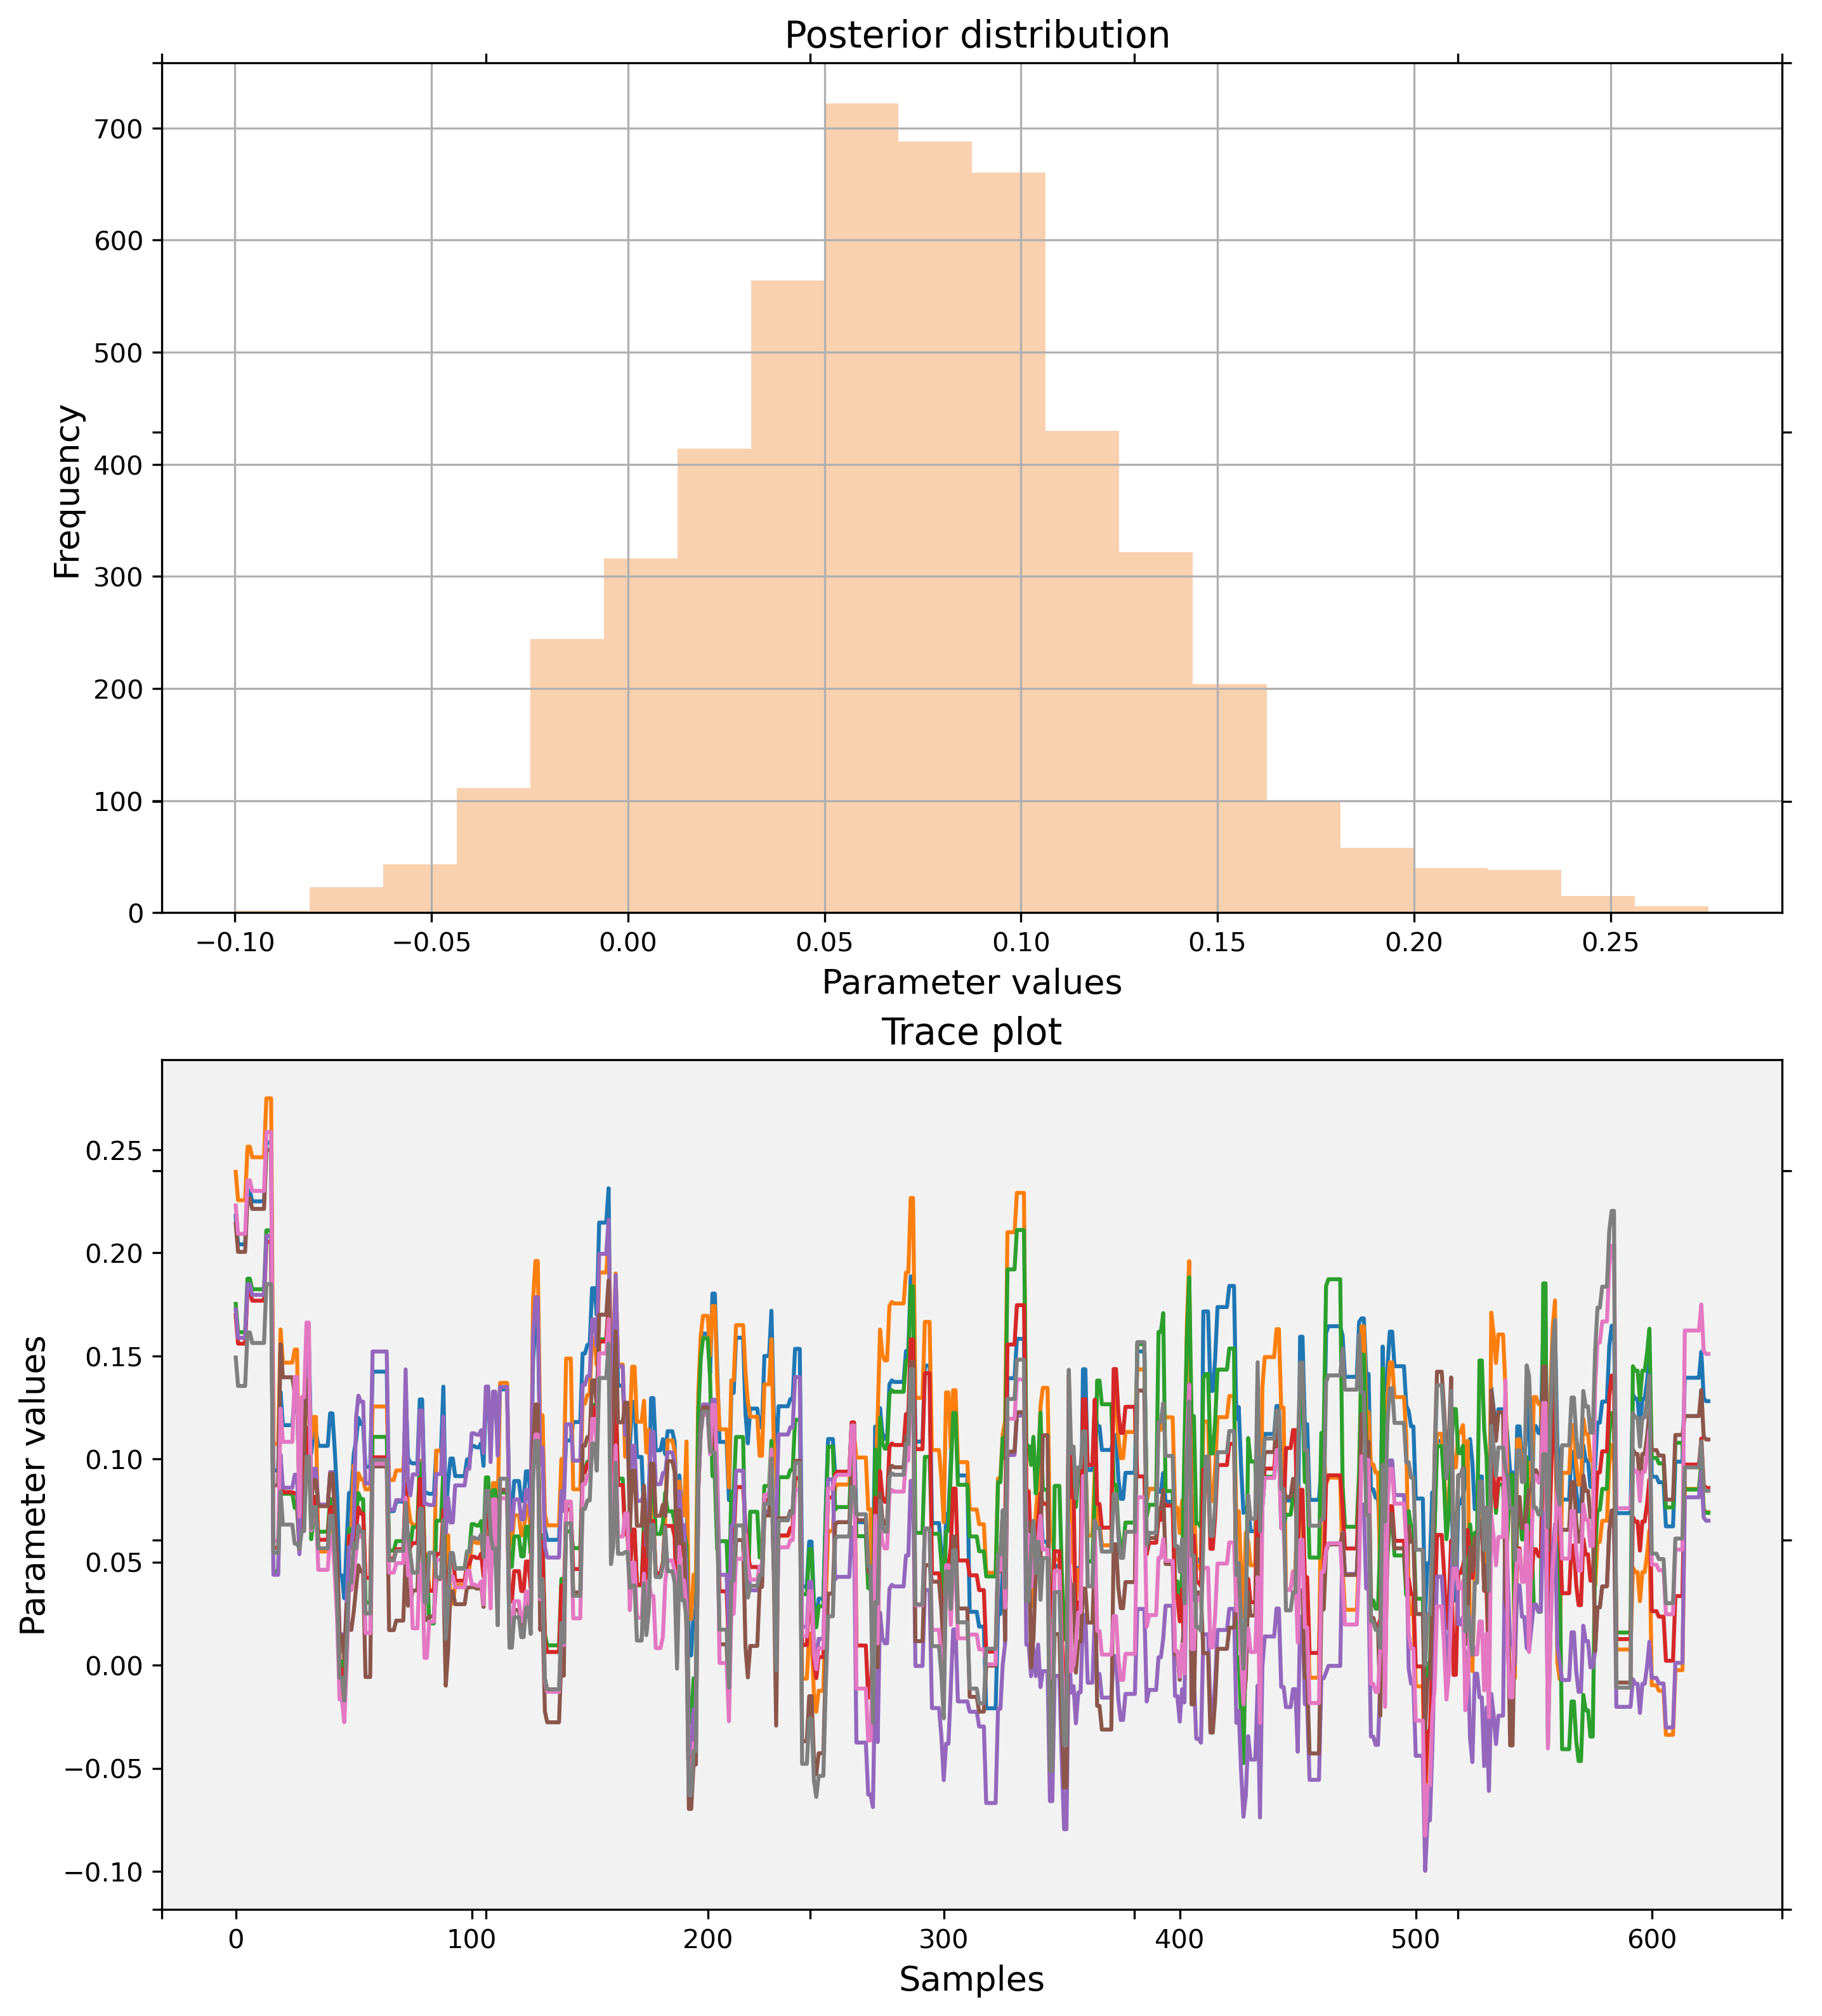 Posterior distribution
700
600
500
400
300
200
100
0
Frequency
−0.10 −0.05 0.00 0.05 0.10 0.15 0.20 0.25
Parameter values
Trace plot
0.25
0.20
0.15
0.10
0.05
0.00
−0.05
−0.10
Parameter values
0 100 200 300 400 500 600
Samples